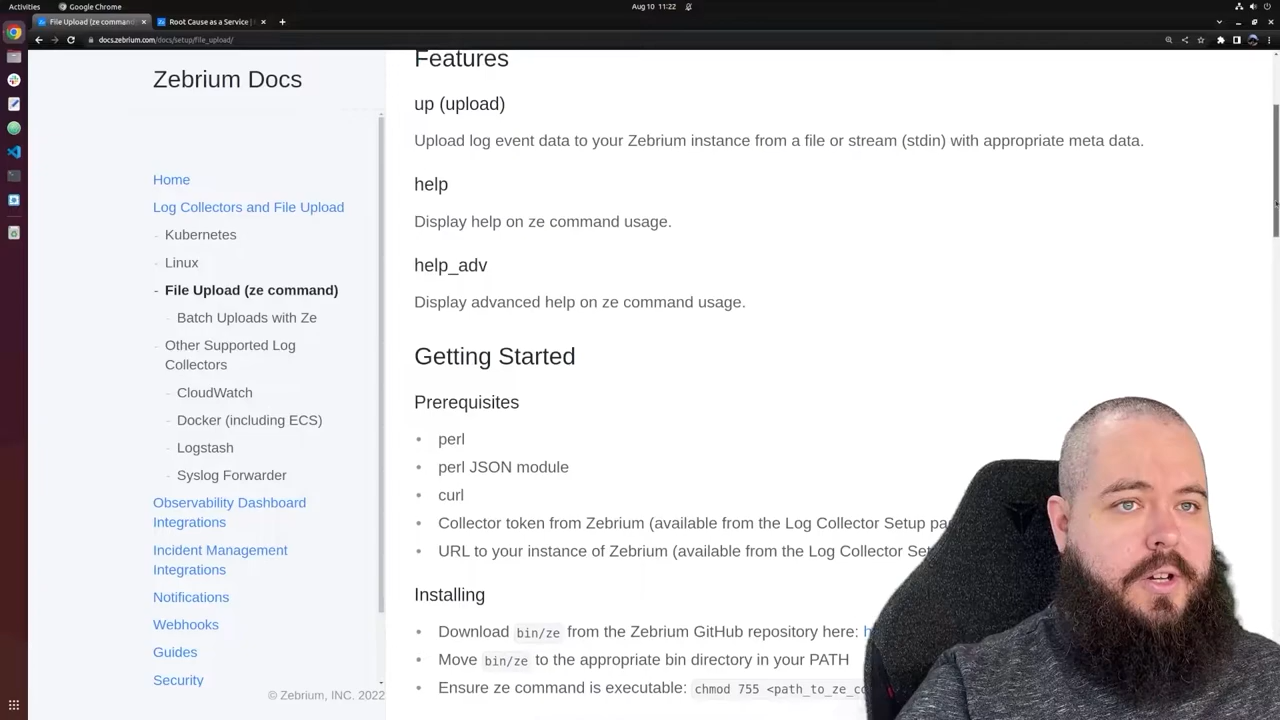 Activities
Google Chrome
Aug 10 11:22
File Upload (ze command)
Root Cause as a Service |
docs.zebrium.com/docs/setup/file_upload/
Zebrium Docs
Home
Log Collectors and File Upload
Kubernetes
Linux
File Upload (ze command)
Batch Uploads with Ze
Other Supported Log
Collectors
CloudWatch
Docker (including ECS)
Logstash
Syslog Forwarder
Observability Dashboard
Integrations
Incident Management
Integrations
Notifications
Webhooks
Guides
Security
© Zebrium, INC. 2022
Features
up (upload)
Upload log event data to your Zebrium instance from a file or stream (stdin) with appropriate meta data.
help
Display help on ze command usage.
help_adv
Display advanced help on ze command usage.
Getting Started
Prerequisites
perl
perl JSON module
curl
Collector token from Zebrium (available from the Log Collector Setup
URL to your instance of Zebrium (available from the Log Collector
Installing
Download bin/ze from the Zebrium GitHub repository here:
Move bin/ze to the appropriate bin directory in your PATH
Ensure ze command is executable: chmod 755 <path_to_ze_co